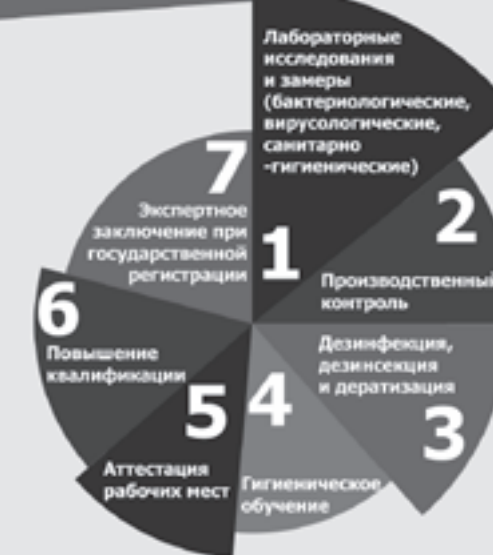 Лабораторные
исследования
и замеры
(бактериологические,
вирусологические,
санитарно
-гигиенические)
1
2
Производственный
контроль
Дезинфекция,
дезинсекция
и дератизация
3
4
Гигиеническое
обучение
5
Аттестация
рабочих мест
6
Повышение
квалификации
7
Экспертное
заключение при
государственной
регистрации